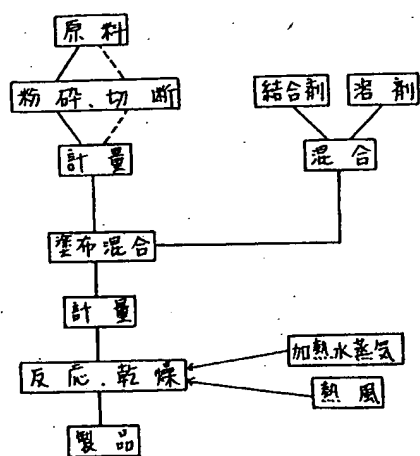 原料
粉砕、切断
結合剤
溶剤
計量
混合
塗布混合
計量
加熱水蒸気
反応、乾燥
熱風
製品